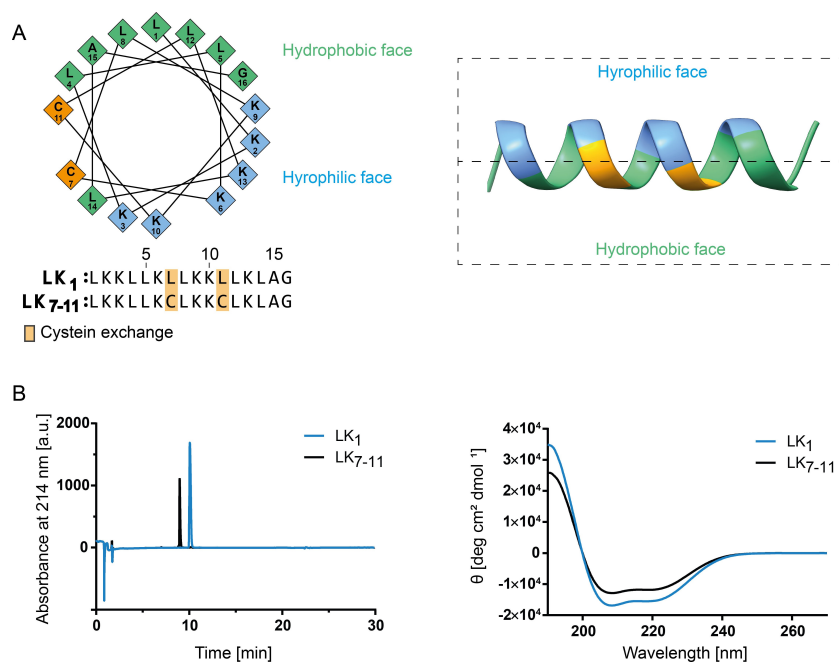 A
L 1
L 12
L 8
A 15
L 5
L 4
G 16
C 11
K 9
K 2
C 7
K 13
L 14
K 6
K 3
K 10
Hydrophobic face
Hyrophilic face
5 10 15
LK1:LKKLLKLLKKLLKLAG
LK7-11:LKKLLKCLKKCLKLAG
Cystein exchange
Hyrophilic face
Hydrophobic face
B
Absorbance at 214 nm [a.u.]
2000
1000
0
0 10 20 30
Time [min]
LK1
LK7-11
θ [deg cm² dmol ¹]
4×10⁴
3×10⁴
2×10⁴
1×10⁴
0
-1×10⁴
-2×10⁴
200 220 240 260
Wavelength [nm]
LK1
LK7-11